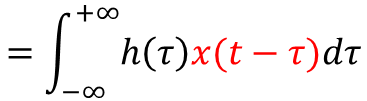 = ∫_{-∞}^{+∞} h(τ)x(t − τ)dτ